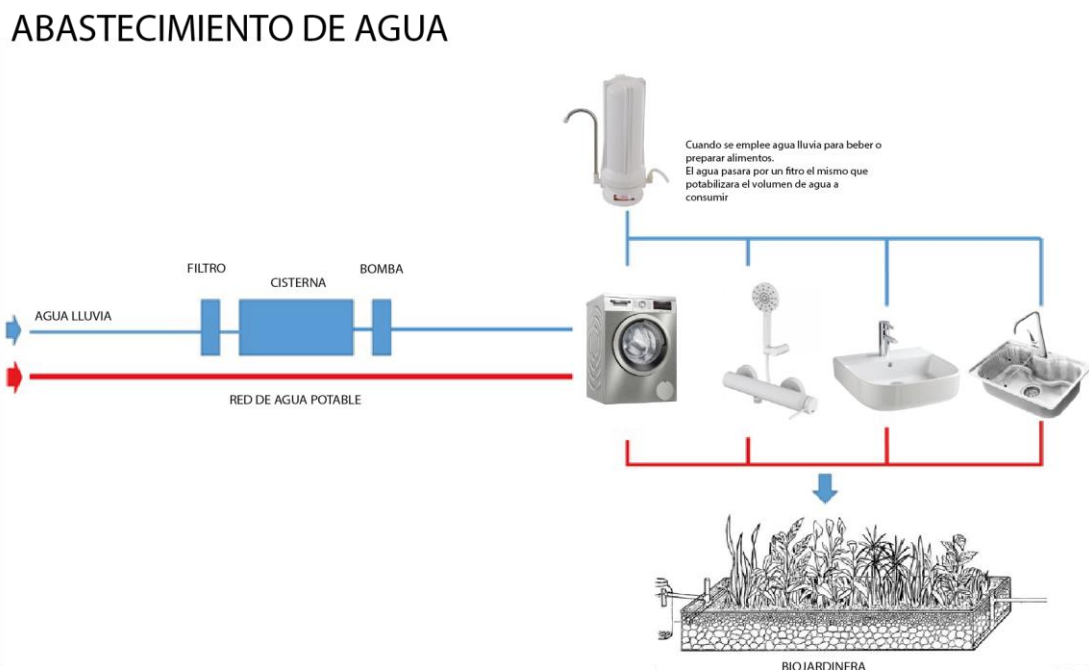 ABASTECIMIENTO DE AGUA
Cuando se emplee agua lluvia para beber o
preparar alimentos.
El agua pasara por un fitro el mismo que
potabilizara el volumen de agua a
consumir
FILTRO
CISTERNA
BOMBA
AGUA LLUVIA
RED DE AGUA POTABLE
BIOJARDINERA